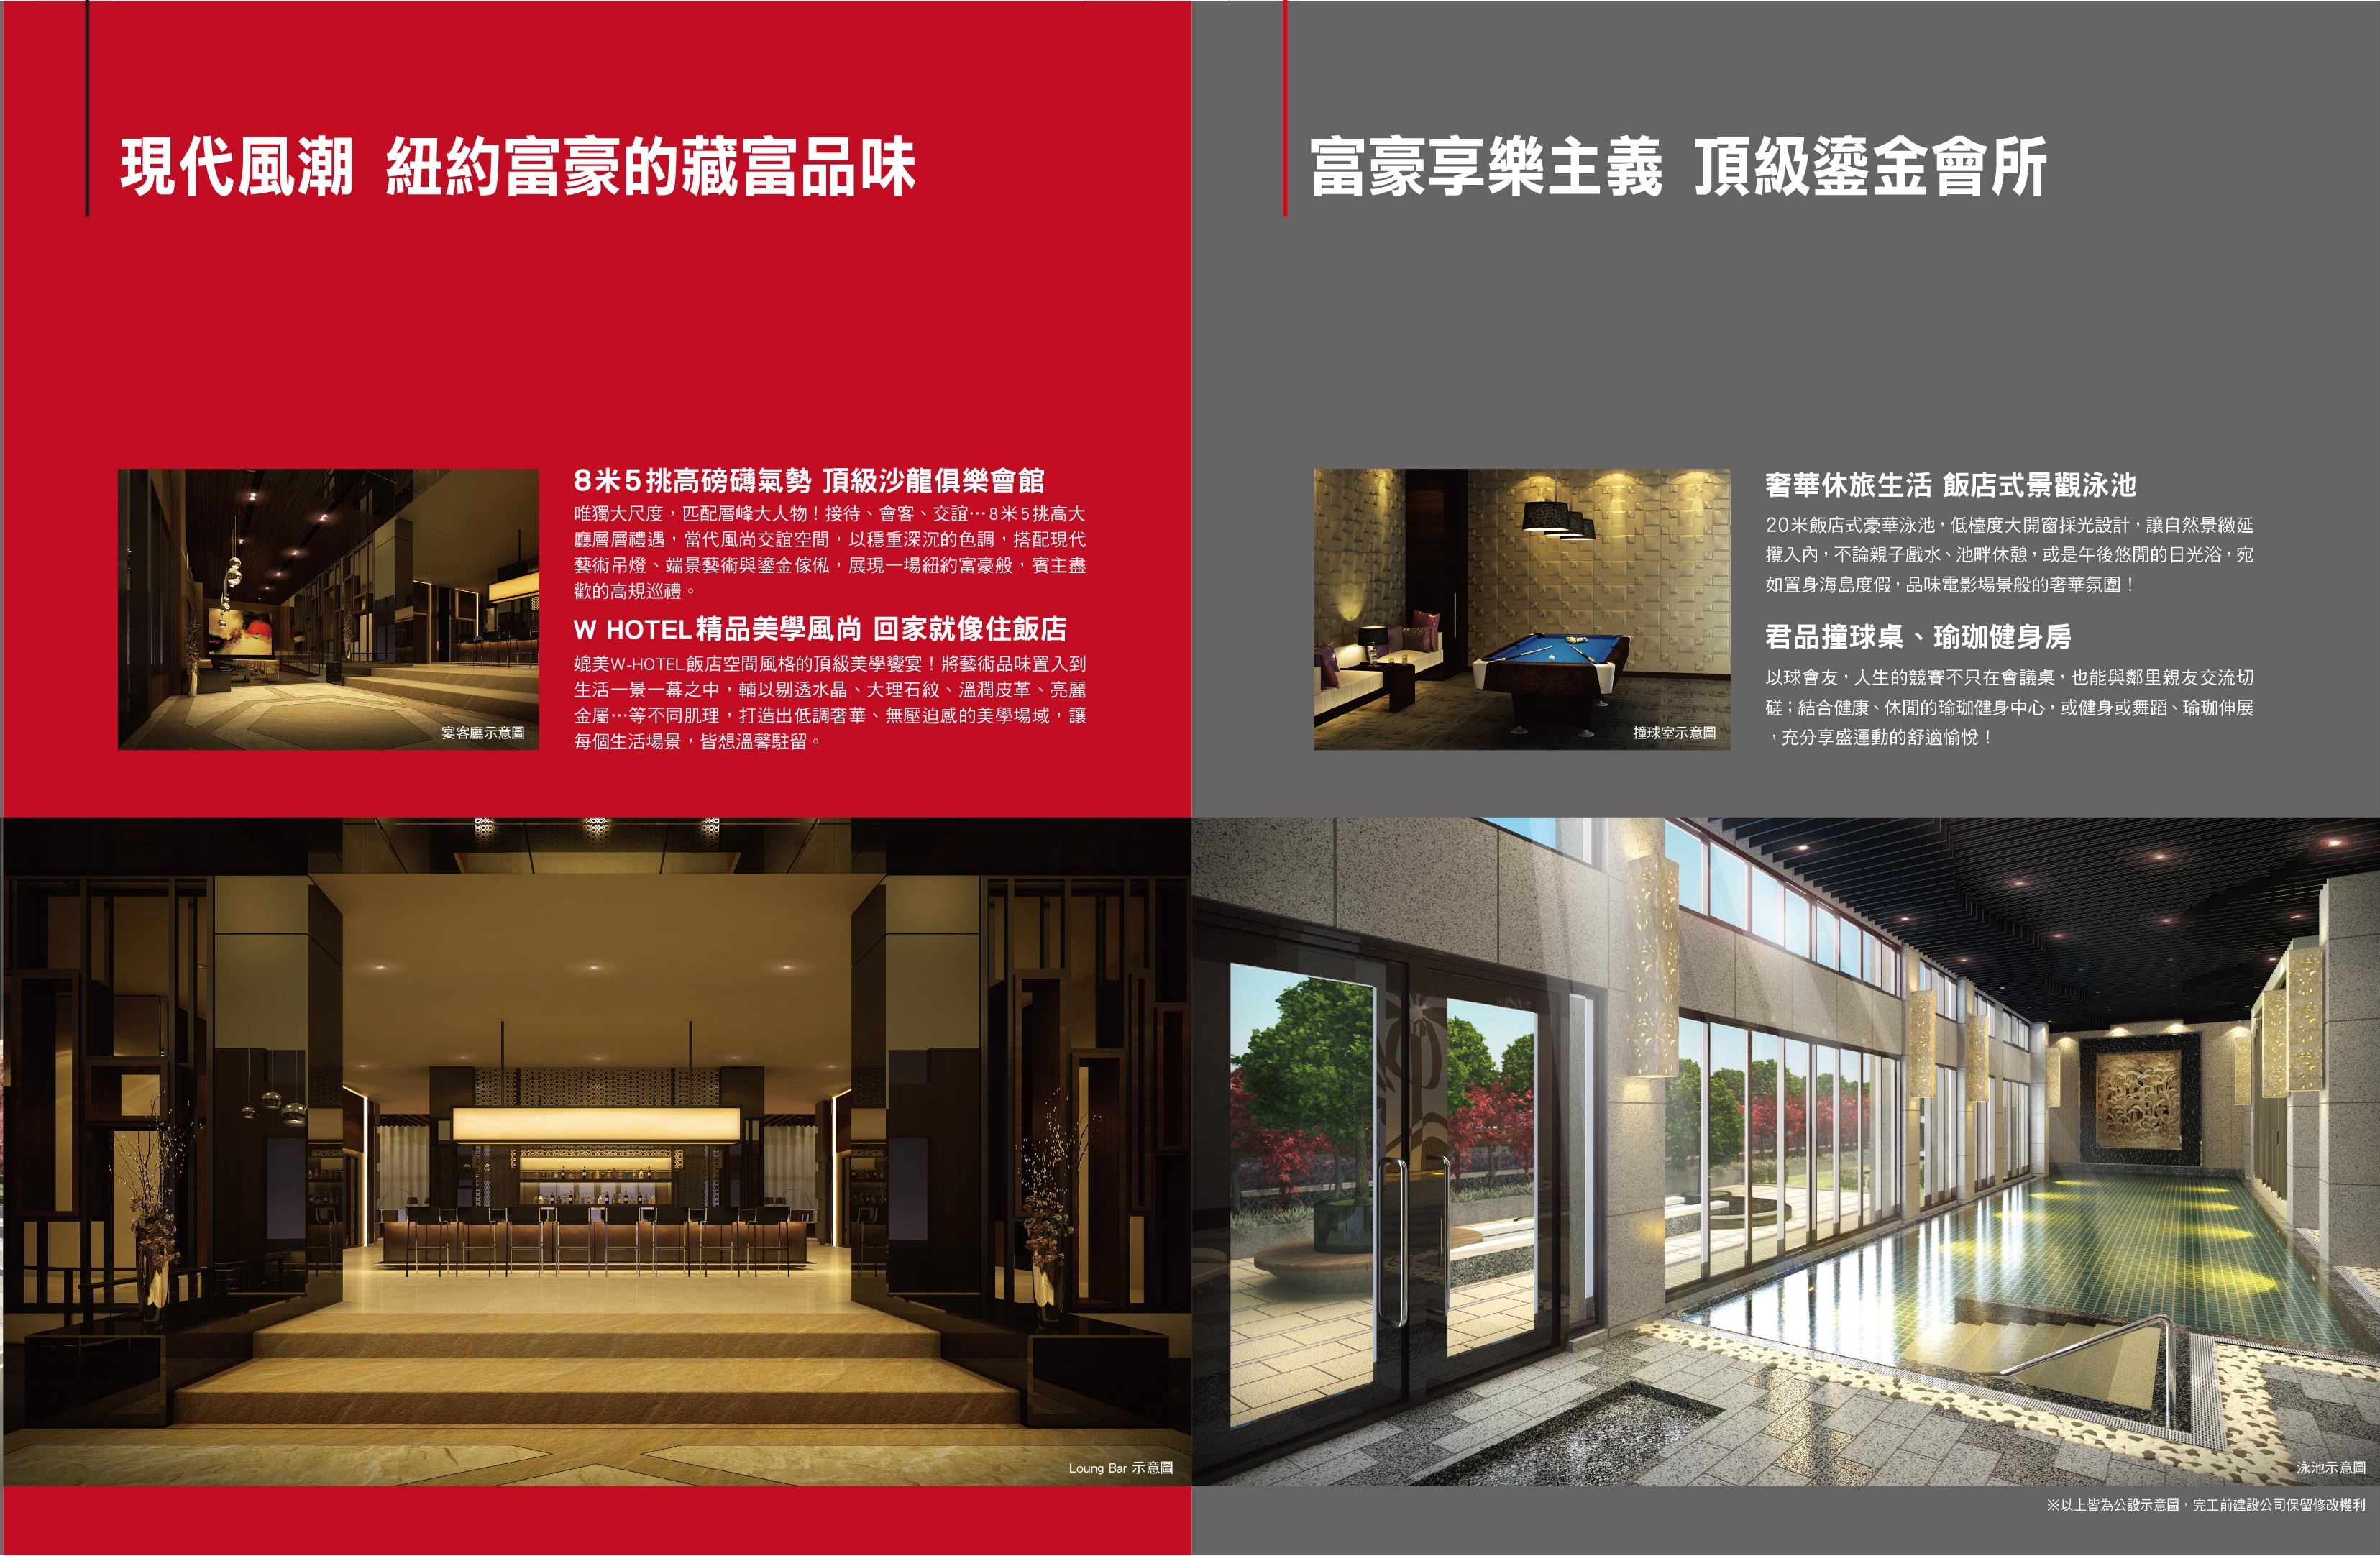 現代風潮 紐約富豪的藏富品味
8米5挑高磅礴氣勢 頂級沙龍俱樂會館
唯獨大尺度，匹配層峰大人物！接待、會客、交誼…8米5挑高大
廳層層禮遇，當代風尚交誼空間，以穩重深沉的色調，搭配現代
藝術吊燈、端景藝術與鎏金傢俬，展現一場紐約富豪般，賓主盡
歡的高規巡禮。
W HOTEL精品美學風尚 回家就像住飯店
媲美W-HOTEL飯店空間風格的頂級美學饗宴！將藝術品味置入到
生活一景一幕之中，輔以剔透水晶、大理石紋、溫潤皮革、亮麗
金屬…等不同肌理，打造出低調奢華、無壓迫感的美學場域，讓
每個生活場景，皆想溫馨駐留。
宴客廳示意圖
Loung Bar 示意圖
富豪享樂主義 頂級鎏金會所
奢華休旅生活 飯店式景觀泳池
20米飯店式豪華泳池，低檯度大開窗採光設計，讓自然景緻延
攬入內，不論親子戲水、池畔休憩，或是午後悠閒的日光浴，宛
如置身海島度假，品味電影場景般的奢華氛圍！
君品撞球桌、瑜珈健身房
以球會友，人生的競賽不只在會議桌，也能與鄰里親友交流切
磋；結合健康、休閒的瑜珈健身中心，或健身或舞蹈、瑜珈伸展
，充分享盛運動的舒適愉悅！
撞球室示意圖
泳池示意圖
※以上皆為公設示意圖，完工前建設公司保留修改權利